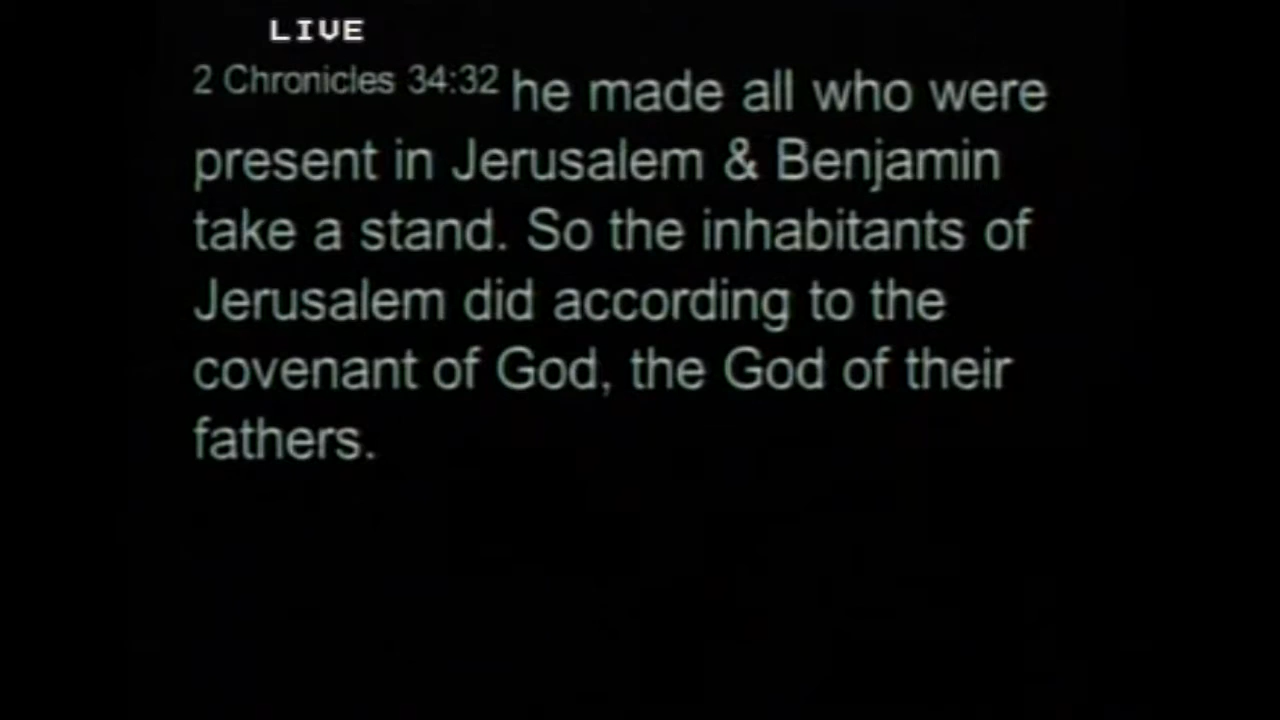 LIVE
2 Chronicles 34:32 he made all who were
present in Jerusalem & Benjamin
take a stand. So the inhabitants of
Jerusalem did according to the
covenant of God, the God of their
fathers.